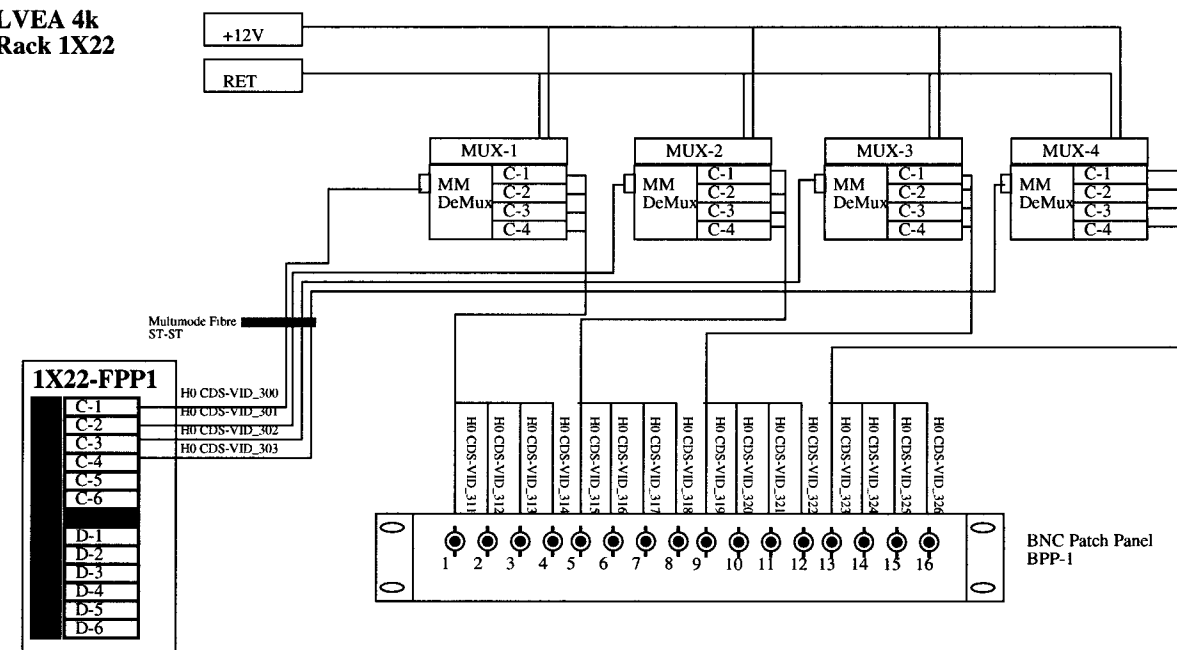 LVEA 4k
Rack 1X22
+12V
RET
MUX-1
MM
DeMux
C-1
C-2
C-3
C-4
MUX-2
MM
DeMux
C-1
C-2
C-3
C-4
MUX-3
MM
DeMux
C-1
C-2
C-3
C-4
MUX-4
MM
DeMux
C-1
C-2
C-3
C-4
Multimode Fibre
ST-ST
1X22-FPP1
C-1
C-2
C-3
C-4
C-5
C-6
D-1
D-2
D-3
D-4
D-5
D-6
H0 CDS-VID_300
H0 CDS-VID_301
H0 CDS-VID_302
H0 CDS-VID_303
H0 CDS-VID_311
H0 CDS-VID_312
H0 CDS-VID_313
H0 CDS-VID_314
H0 CDS-VID_315
H0 CDS-VID_316
H0 CDS-VID_317
H0 CDS-VID_318
H0 CDS-VID_319
H0 CDS-VID_320
H0 CDS-VID_321
H0 CDS-VID_322
H0 CDS-VID_323
H0 CDS-VID_324
H0 CDS-VID_325
H0 CDS-VID_326
1 2 3 4 5 6 7 8 9 10 11 12 13 14 15 16
BNC Patch Panel
BPP-1